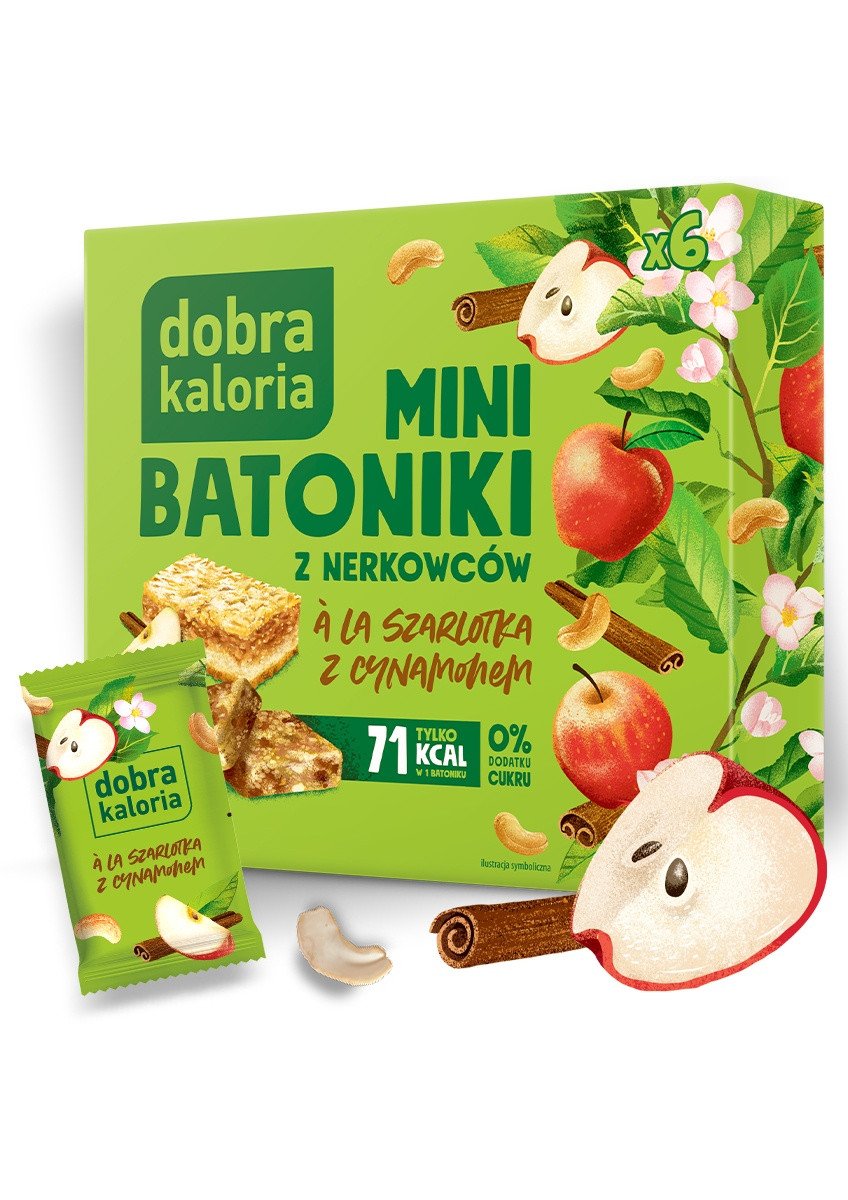 x6
dobra
kaloria
MINI
BATONIKI
Z NERKOWCÓW
À LA SZARLOTKA
Z CYNAMONEM
71 TYLKO
KCAL
W 1 BATONIKU
0%
DODATKU
CUKRU
ilustracja symboliczna
dobra
kaloria
À LA SZARLOTKA
Z CYNAMONEM